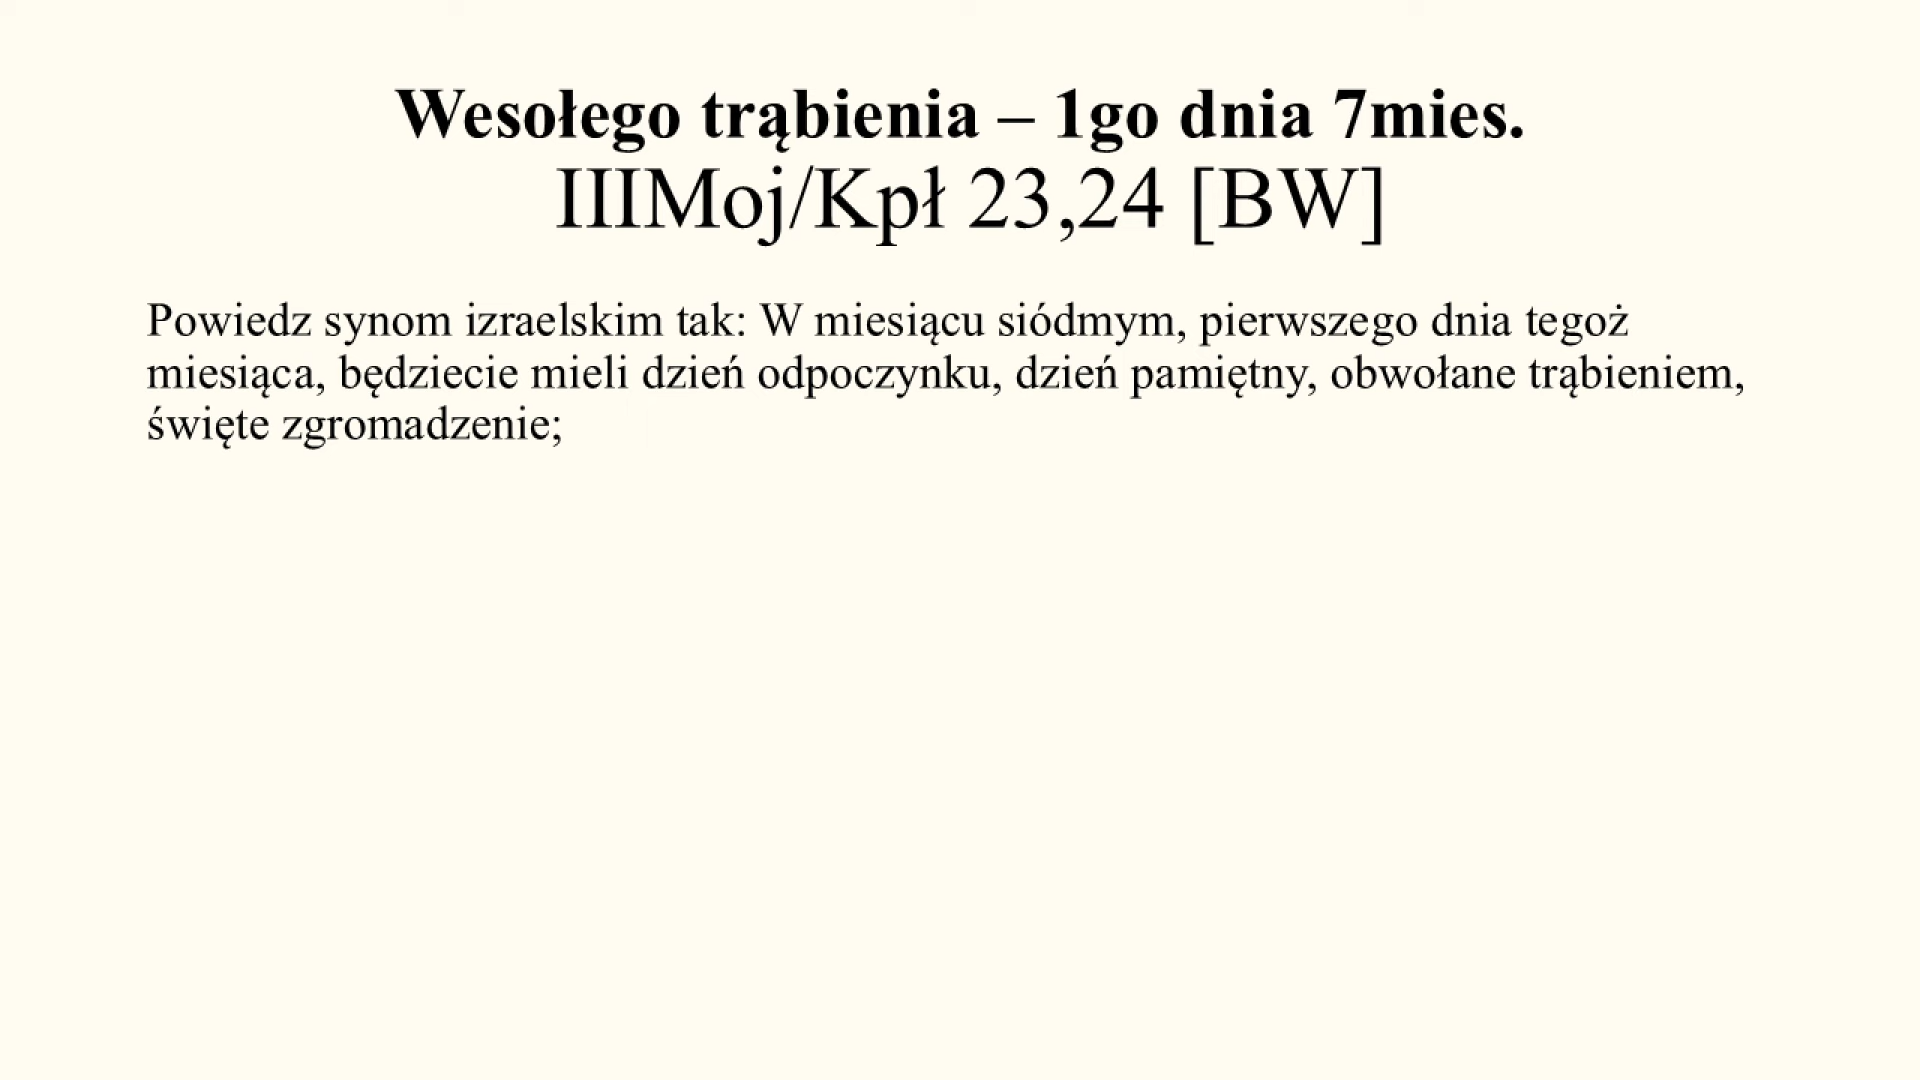 Wesołego trąbienia – 1go dnia 7mies.
IIIMoj/Kpł 23,24 [BW]
Powiedz synom izraelskim tak: W miesiącu siódmym, pierwszego dnia tegoż
miesiąca, będziecie mieli dzień odpoczynku, dzień pamiętny, obwołane trąbieniem,
święte zgromadzenie;